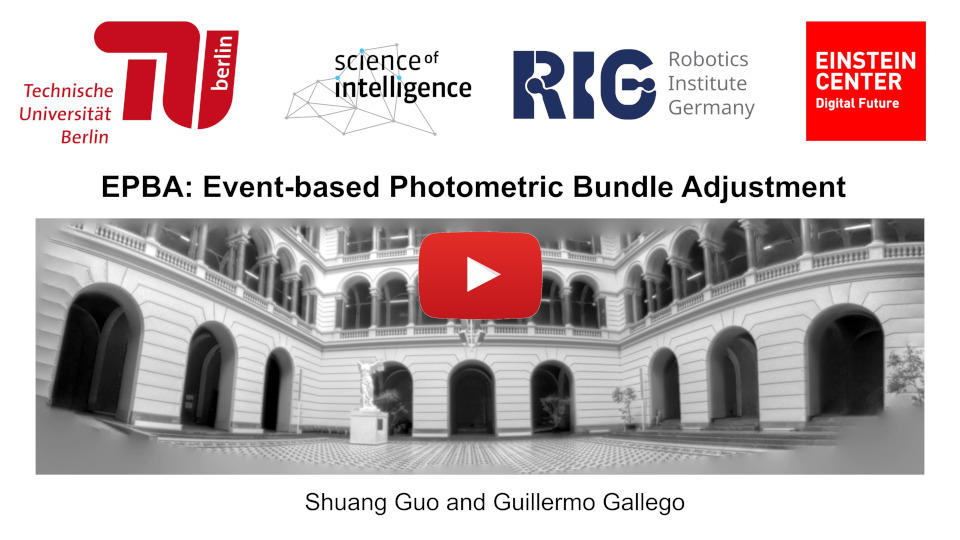 Technische
Universität
Berlin
berlin
science of
intelligence
RIG
Robotics
Institute
Germany
EINSTEIN
CENTER
Digital Future
EPBA: Event-based Photometric Bundle Adjustment
Shuang Guo and Guillermo Gallego